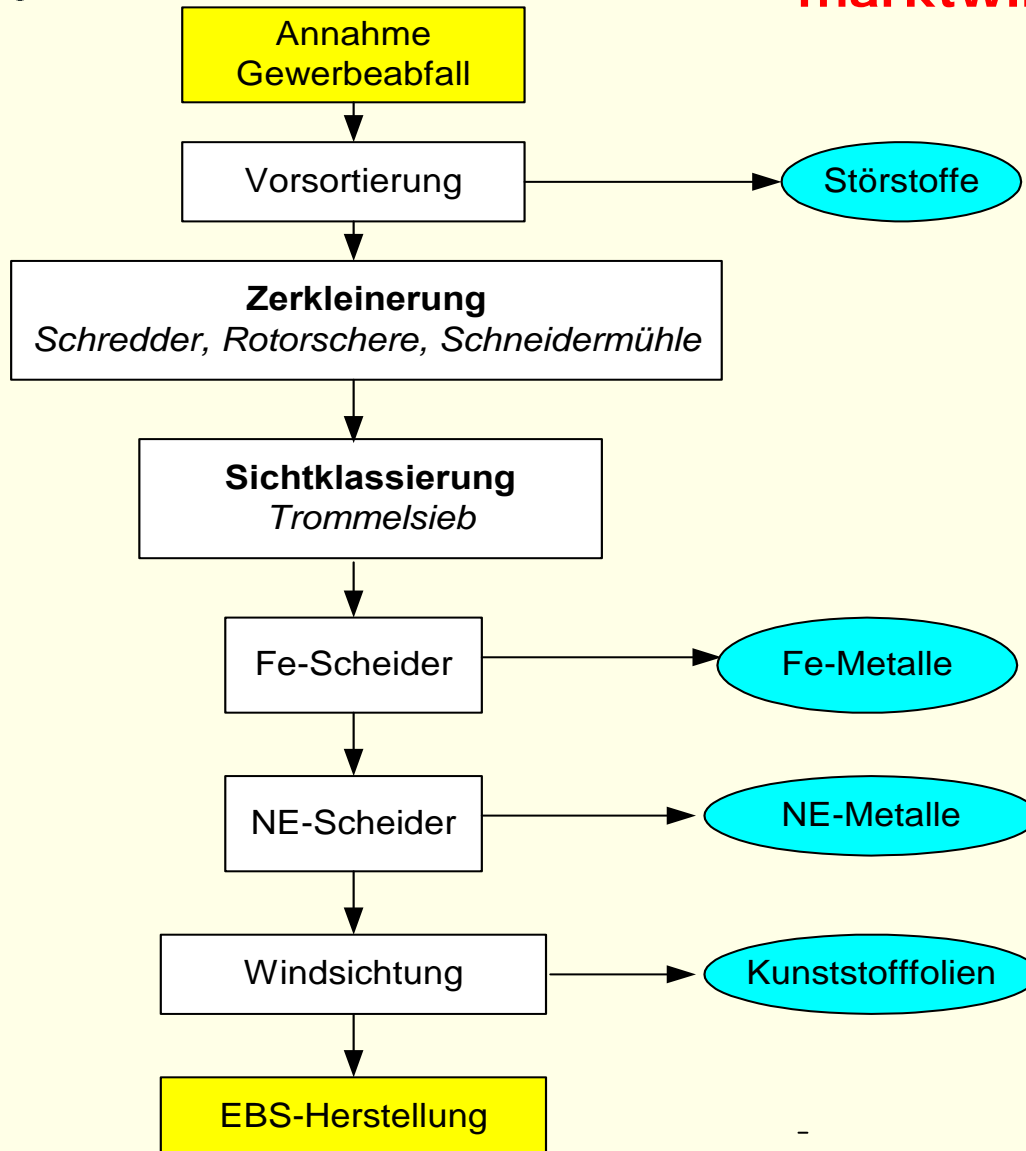 Annahme
Gewerbeabfall
Vorsortierung
Störstoffe
Zerkleinerung
Schredder, Rotorschere, Schneidermühle
Sichtklassierung
Trommelsieb
Fe-Scheider
Fe-Metalle
NE-Scheider
NE-Metalle
Windsichtung
Kunststofffolien
EBS-Herstellung